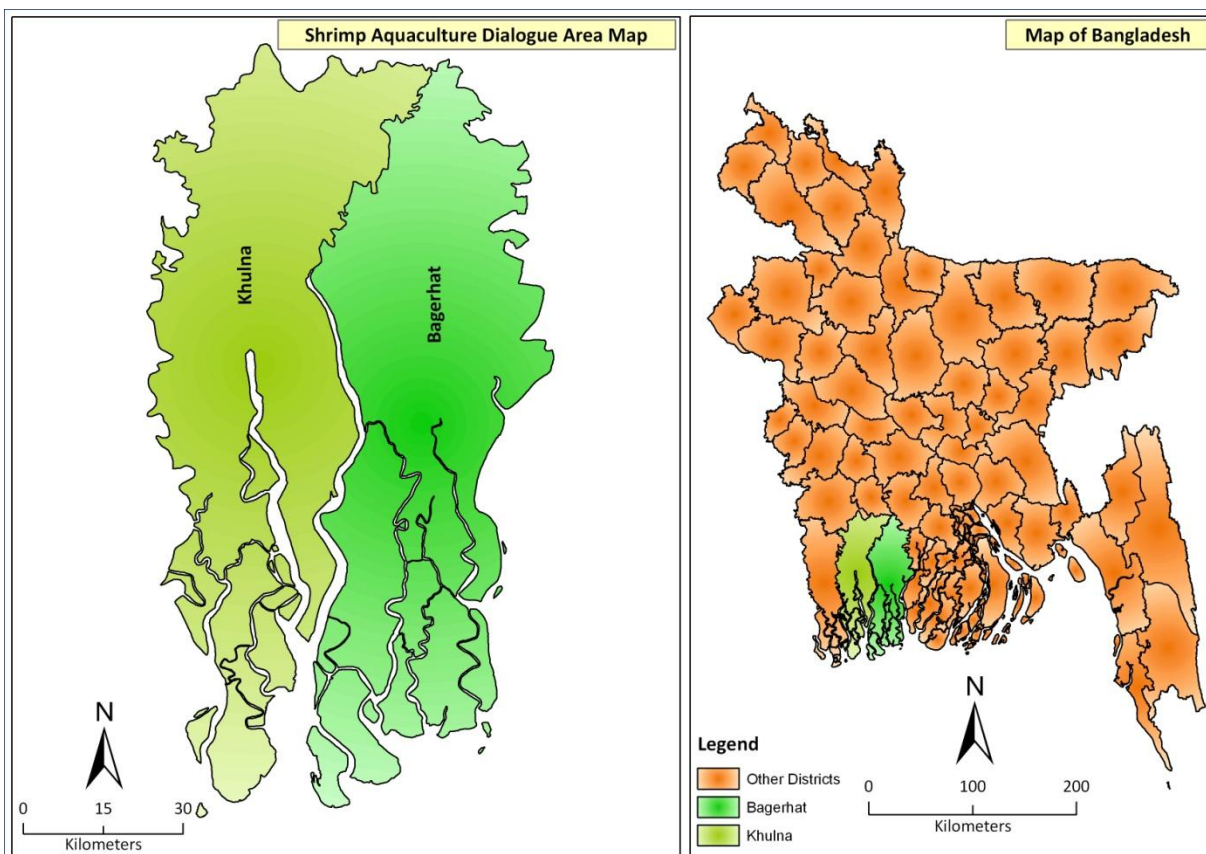 Shrimp Aquaculture Dialogue Area Map
Khulna
Bagerhat
N
0 15 30
Kilometers
Map of Bangladesh
Legend
Other Districts
Bagerhat
Khulna
N
0 100 200
Kilometers